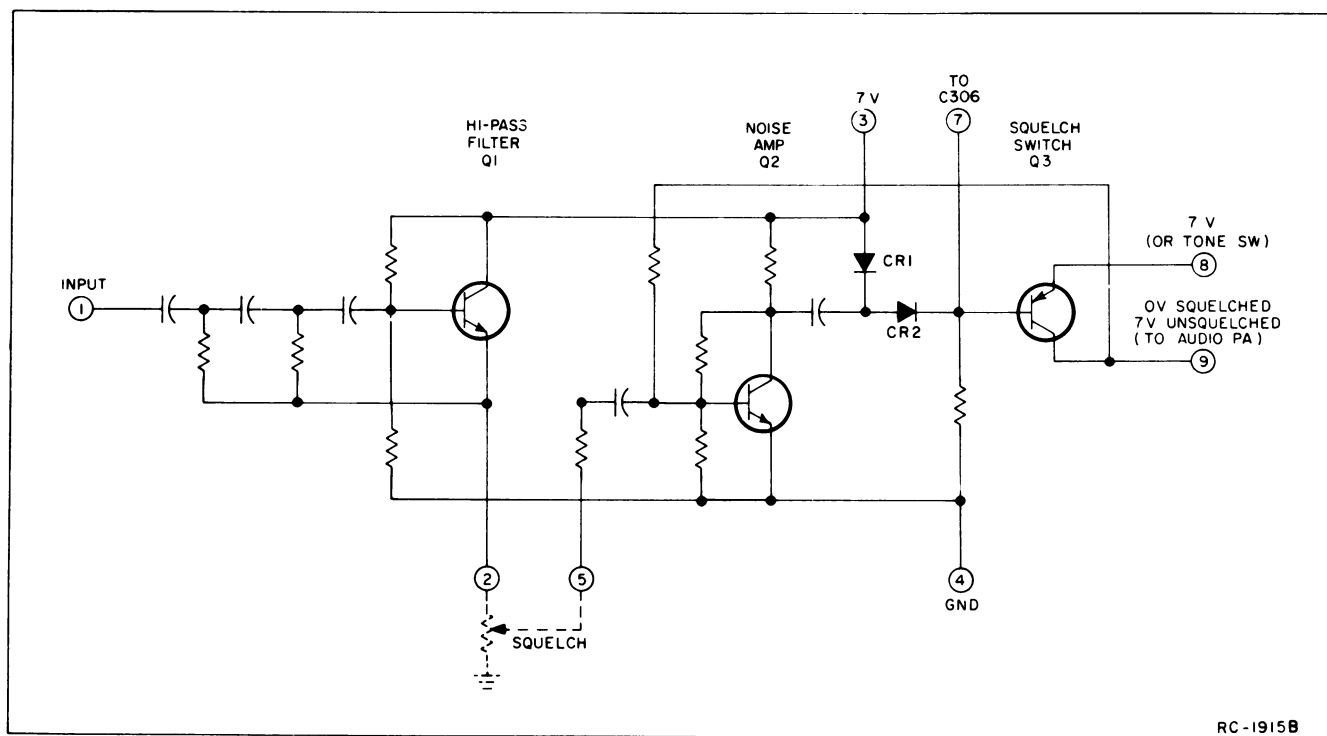 HI-PASS
FILTER
Q1
NOISE
AMP
Q2
7 V
3
TO
C306
7
SQUELCH
SWITCH
Q3
7 V
(OR TONE SW)
8
INPUT
1
CR1
CR2
0V SQUELCHED
7V UNSQUELCHED
(TO AUDIO PA)
9
2
5
4
GND
SQUELCH
RC-1915B